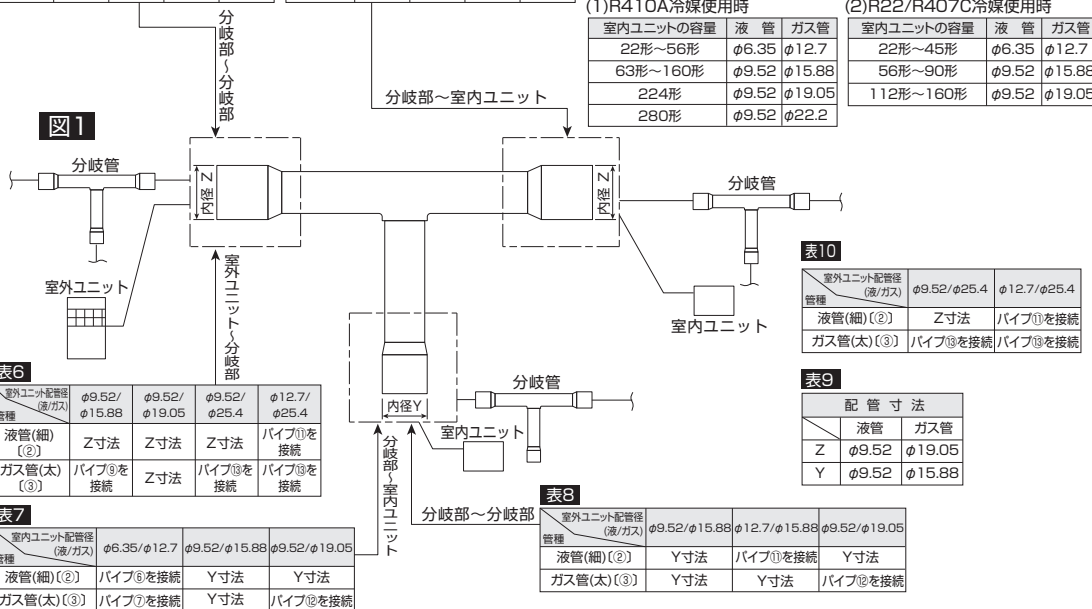 (1)R410A冷媒使用時
室内ユニットの容量 液 管 ガス管
22形～56形 φ6.35 φ12.7
63形～160形 φ9.52 φ15.88
224形 φ9.52 φ19.05
280形 φ9.52 φ22.2
(2)R22/R407C冷媒使用時
室内ユニットの容量 液 管 ガス管
22形～45形 φ6.35 φ12.7
56形～90形 φ9.52 φ15.88
112形～160形 φ9.52 φ19.05
分岐部～分岐部
分岐部～室内ユニット
図1
分岐管
内径 Z
内径 Z
分岐管
室外ユニット
室外ユニット～分岐部
室内ユニット
内径Y
分岐管
室内ユニット
分岐部～室内ユニット
分岐部～分岐部
表10
室外ユニット配管径
(液/ガス)
管種
φ9.52/φ25.4 φ12.7/φ25.4
液管(細)〔②〕 Z寸法 パイプ⑪を接続
ガス管(太)〔③〕 パイプ⑬を接続 パイプ⑬を接続
表6
室外ユニット配管径
(液/ガス)
管種
φ9.52/ φ9.52/ φ9.52/ φ12.7/
φ15.88 φ19.05 φ25.4 φ25.4
液管(細)
〔②〕
Z寸法 Z寸法 Z寸法 パイプ⑪を
接続
ガス管(太)
〔③〕
パイプ⑨を
接続
Z寸法
パイプ⑬を
接続
パイプ⑬を
接続
表9
配 管 寸 法
液管 ガス管
Z φ9.52 φ19.05
Y φ9.52 φ15.88
表7
室内ユニット配管径
(液/ガス)
管種
φ6.35/φ12.7 φ9.52/φ15.88 φ9.52/φ19.05
液管(細)〔②〕 パイプ⑥を接続 Y寸法 Y寸法
ガス管(太)〔③〕 パイプ⑦を接続 Y寸法 パイプ⑫を接続
表8
室外ユニット配管径
(液/ガス)
管種
φ9.52/φ15.88 φ12.7/φ15.88 φ9.52/φ19.05
液管(細)〔②〕 Y寸法 パイプ⑪を接続 Y寸法
ガス管(太)〔③〕 Y寸法 Y寸法 パイプ⑫を接続